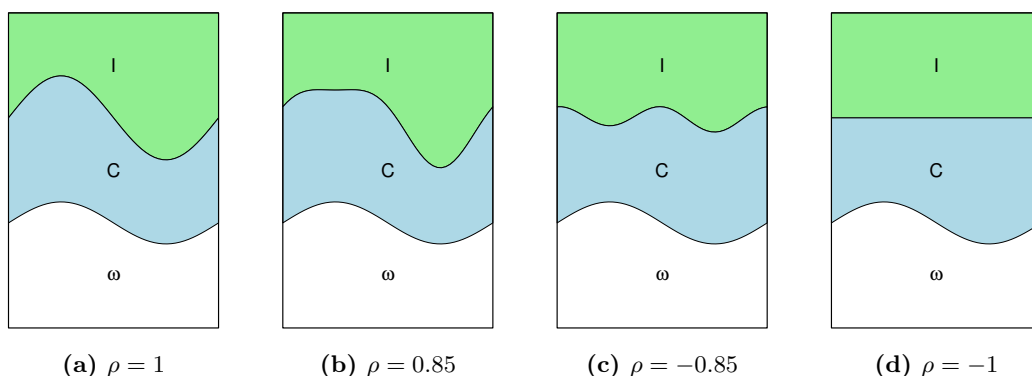 I I I I
C C C C
ω ω ω ω
(a) ρ = 1 (b) ρ = 0.85 (c) ρ = −0.85 (d) ρ = −1